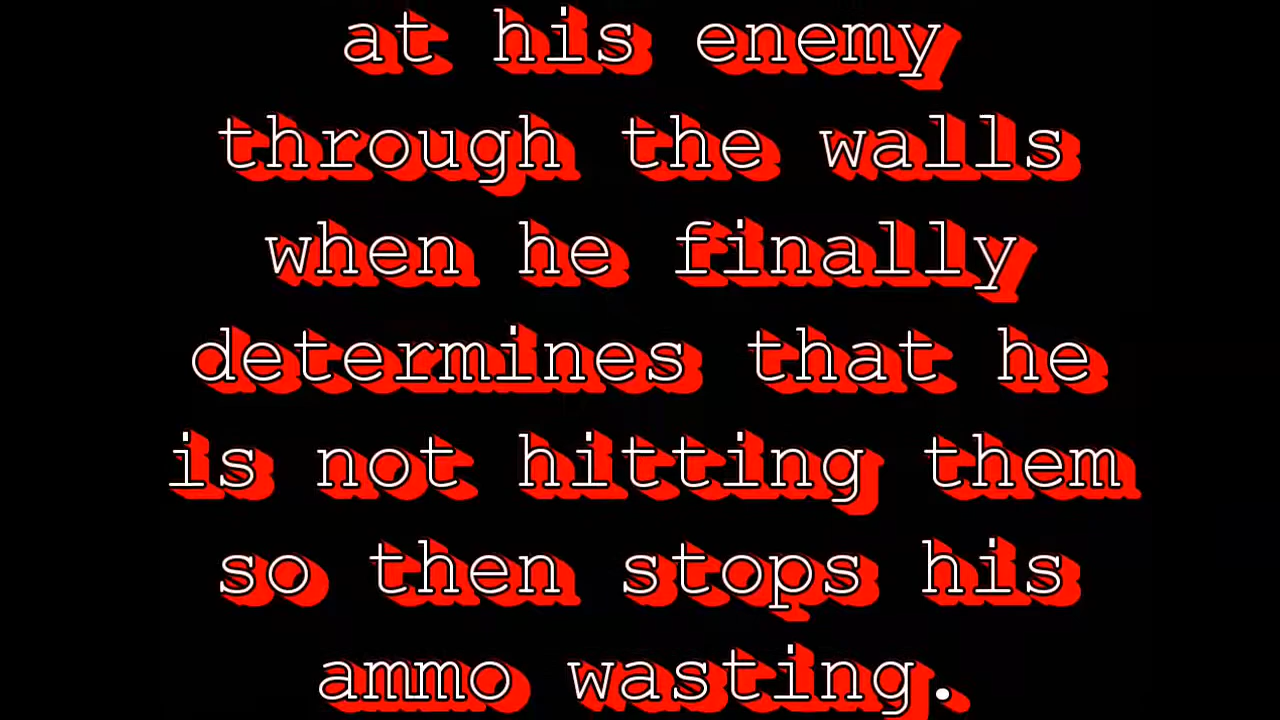 at his enemy
through the walls
when he finally
determines that he
is not hitting them
so then stops his
ammo wasting.